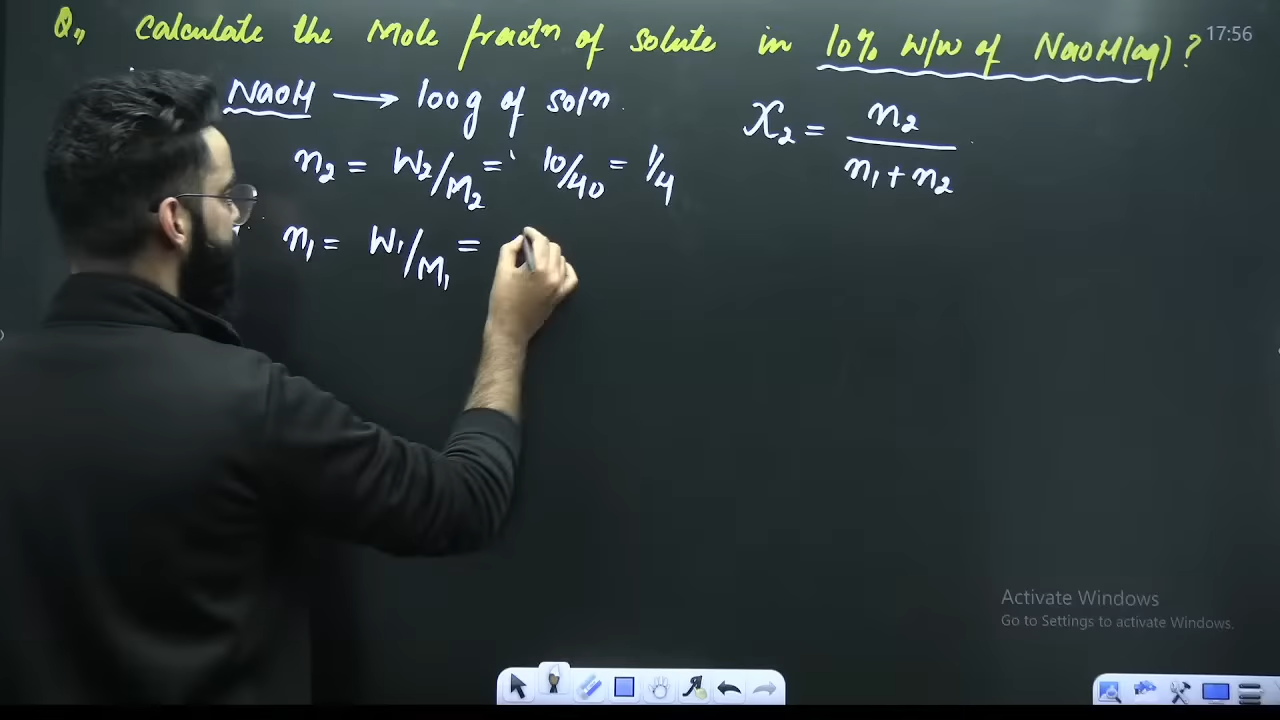 Q,, Calculate the Mole fractⁿ of solute in 10% W/W of NaOH(aq)?
17:56
NaOH → 100g of solⁿ.
n₂ = W₂/M₂ = 10/40 = 1/4
n₁ = W₁/M₁ =
X₂ = n₂/n₁+n₂
Activate Windows
Go to Settings to activate Windows.